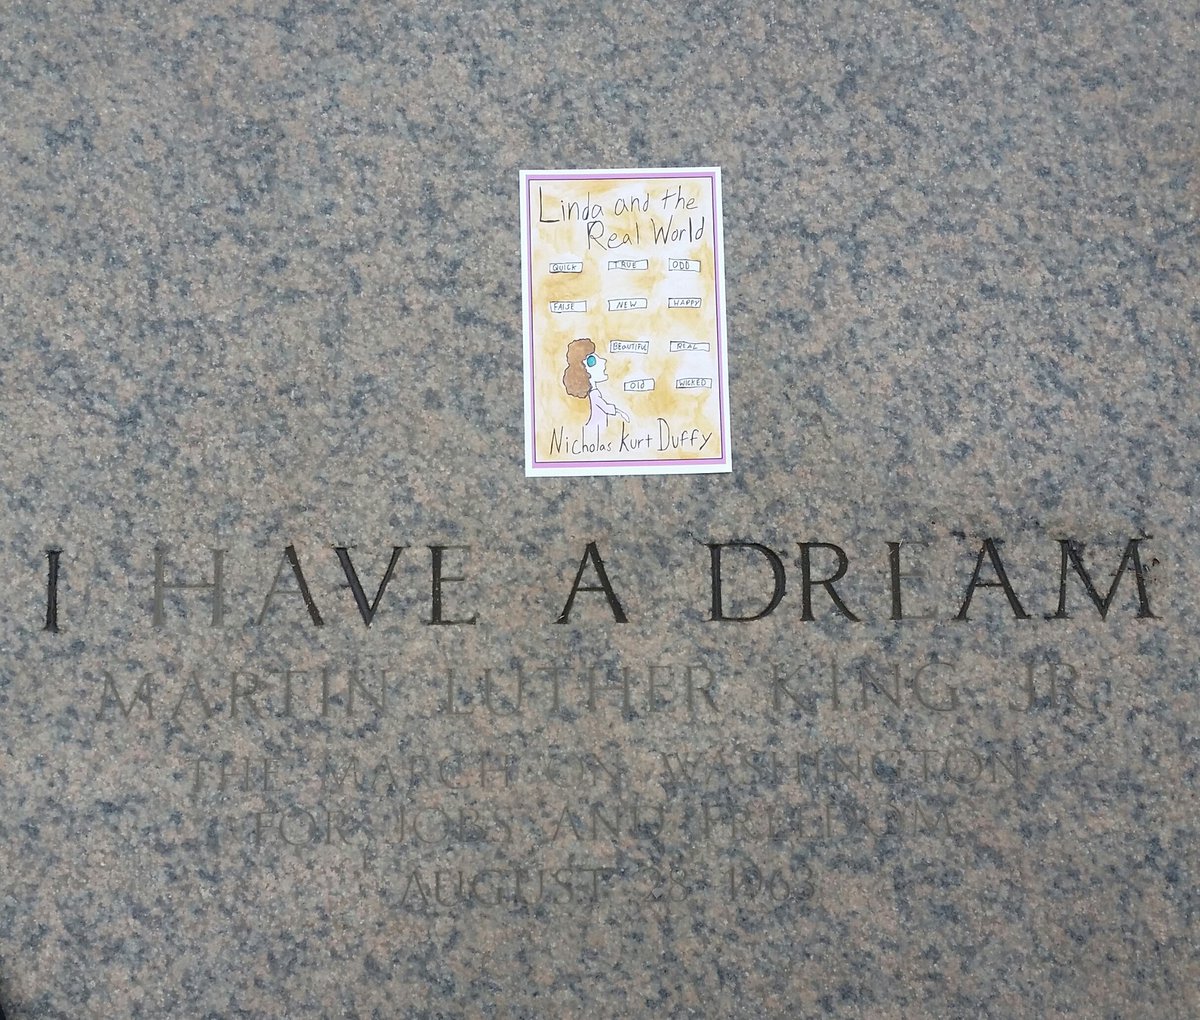 Linda and the
Real World
QUICK TRUE ODD
FALSE NEW HAPPY
BEAUTIFUL REAL
Old WICKED
Nicholas Kurt Duffy
I HAVE A DREAM
MARTIN LUTHER KING JR
THE MARCH ON WASHINGTON
FOR JOBS AND FREEDOM
AUGUST 28 1963